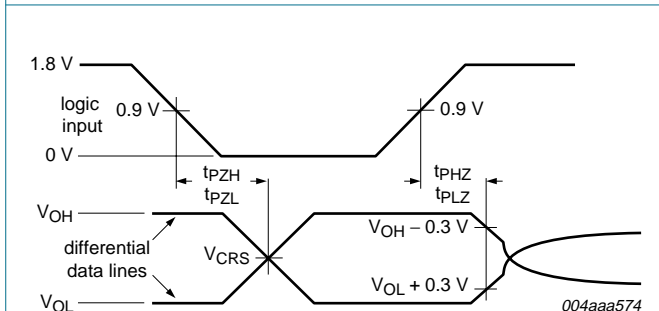 1.8 V
logic
input
0.9 V
0.9 V
0 V
tPZH
tPZL
tPHZ
tPLZ
VOH
VOH − 0.3 V
differential
data lines
VCRS
VOL + 0.3 V
VOL
004aaa574